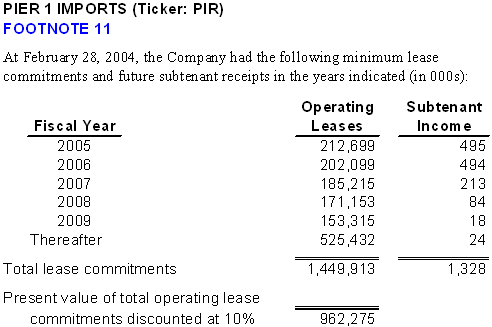 PIER 1 IMPORTS (Ticker: PIR)
FOOTNOTE 11
At February 28, 2004, the Company had the following minimum lease
commitments and future subtenant receipts in the years indicated (in 000s):
Operating Subtenant
Fiscal Year Leases Income
2005 212,699 495
2006 202,099 494
2007 185,215 213
2008 171,153 84
2009 153,315 18
Thereafter 525,432 24
Total lease commitments 1,449,913 1,328
Present value of total operating lease
commitments discounted at 10% 962,275